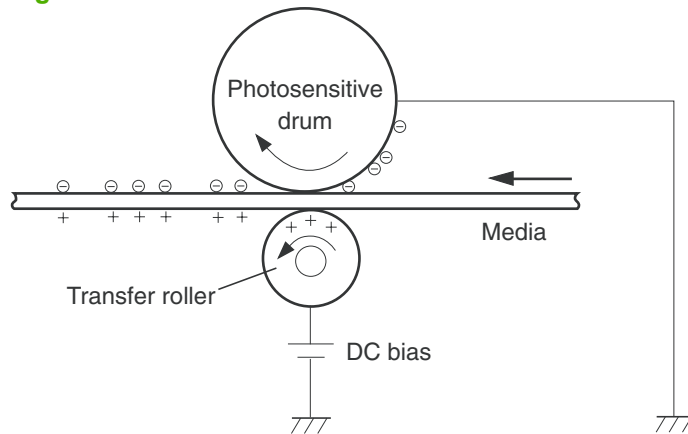 Photosensitive
drum
Media
Transfer roller
DC bias